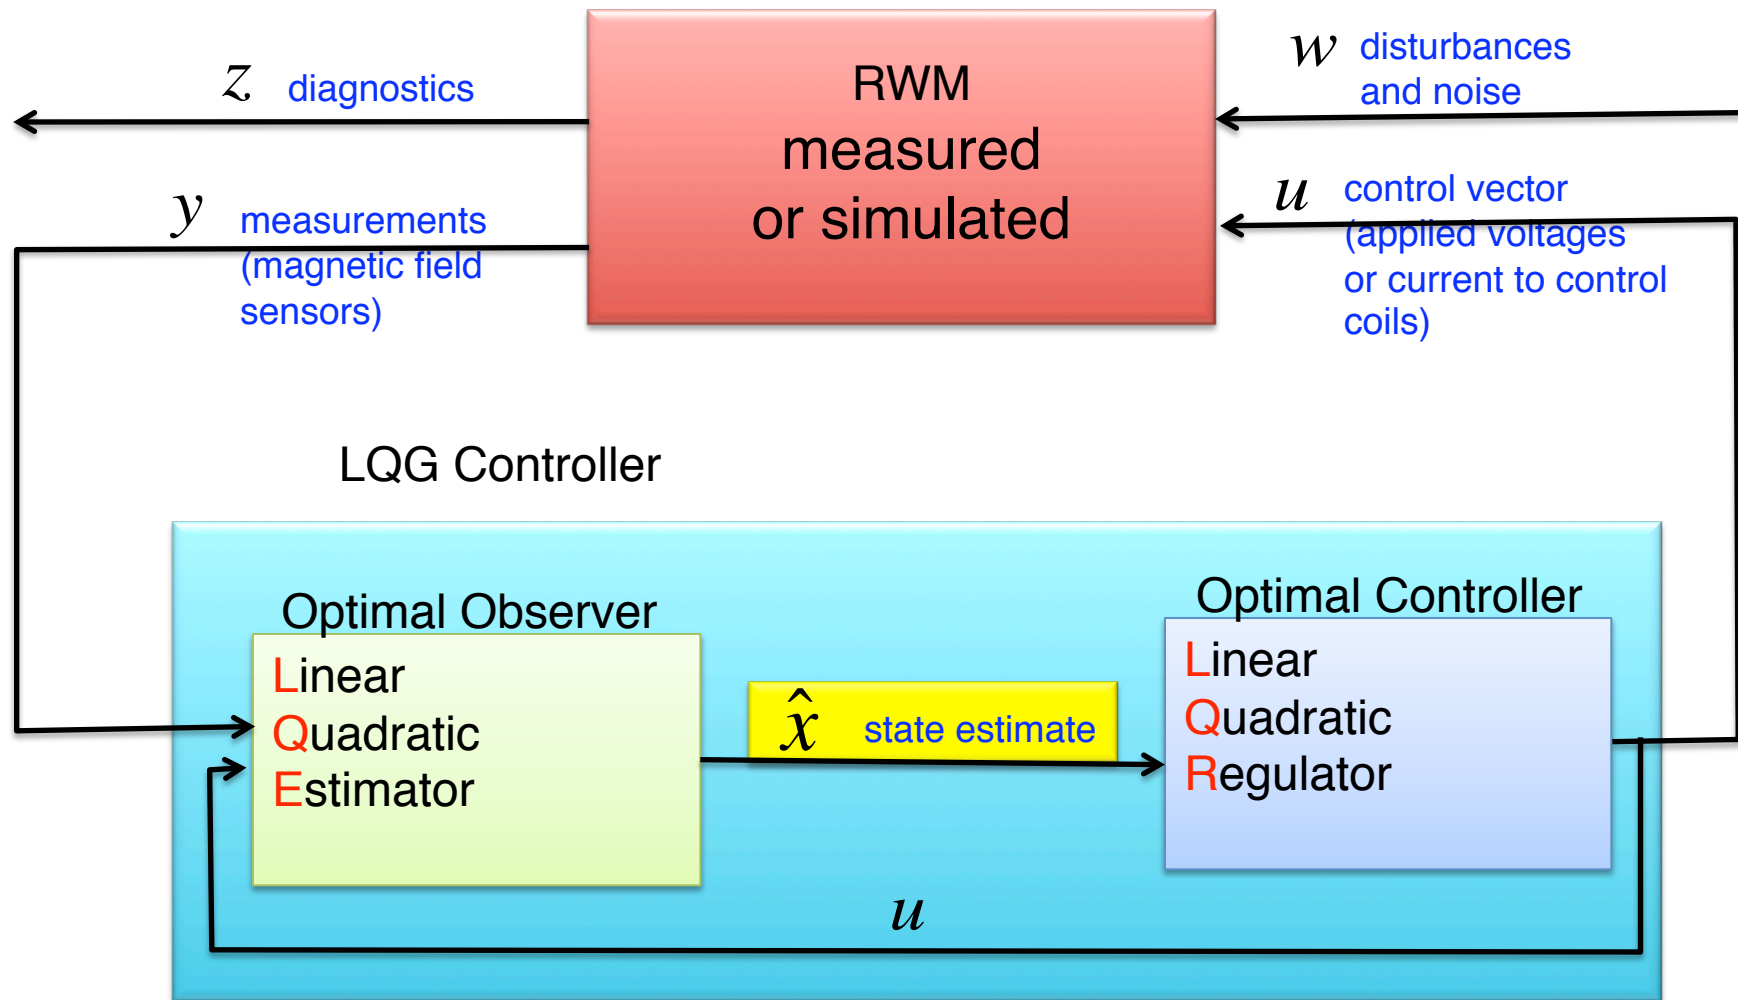 z diagnostics
y measurements
(magnetic field
sensors)
RWM
measured
or simulated
w disturbances
and noise
u control vector
(applied voltages
or current to control
coils)
LQG Controller
Optimal Observer
Linear
Quadratic
Estimator
x̂ state estimate
Optimal Controller
Linear
Quadratic
Regulator
u